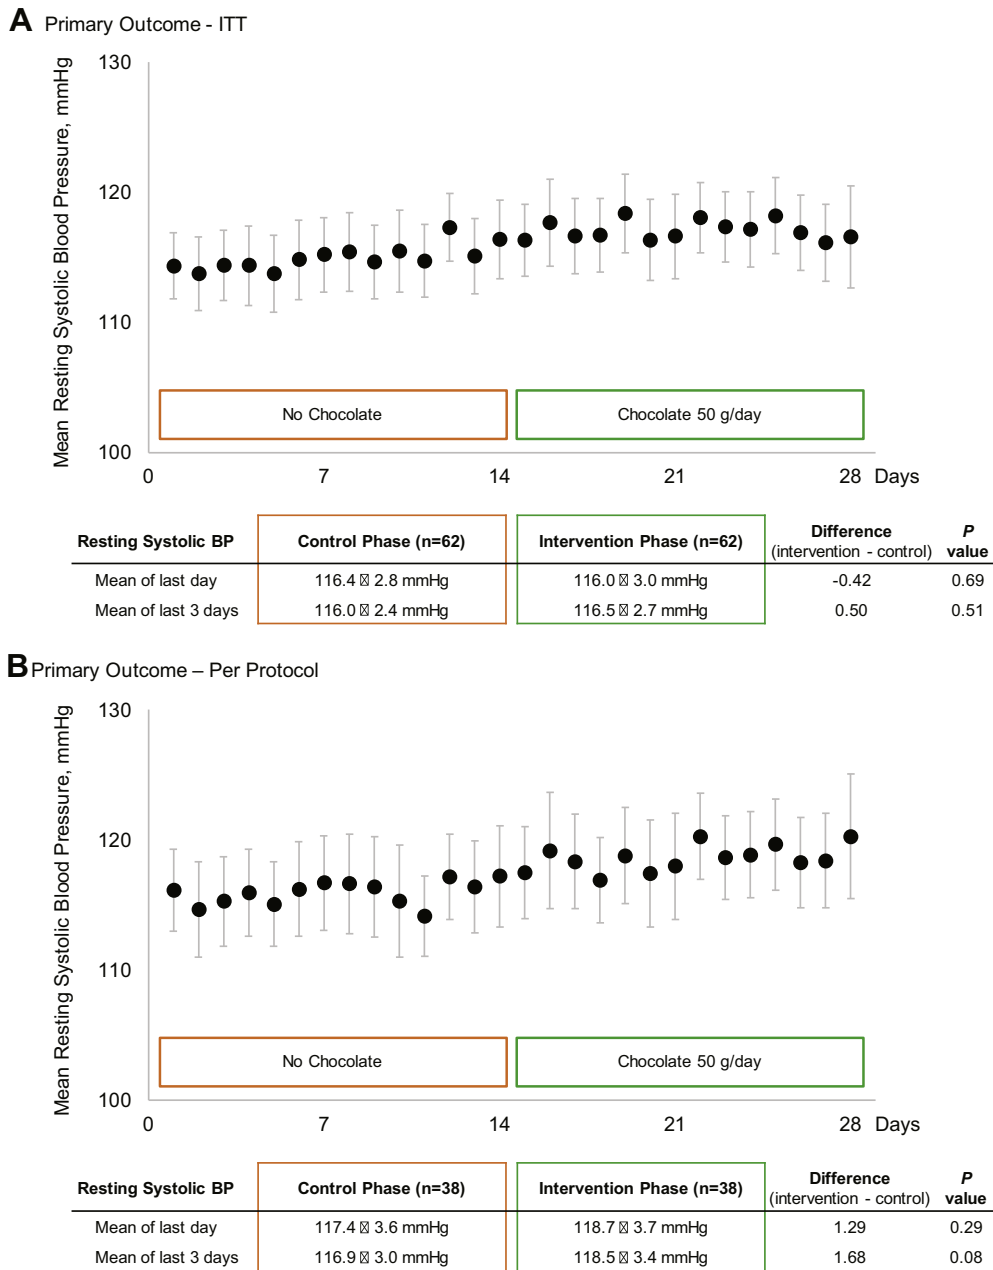 A Primary Outcome - ITT
Mean Resting Systolic Blood Pressure, mmHg
130
120
110
100
No Chocolate
Chocolate 50 g/day
0 7 14 21 28 Days
Resting Systolic BP Control Phase (n=62) Intervention Phase (n=62) Difference (intervention - control) P value
Mean of last day 116.4 � 2.8 mmHg 116.0 � 3.0 mmHg -0.42 0.69
Mean of last 3 days 116.0 � 2.4 mmHg 116.5 � 2.7 mmHg 0.50 0.51
B Primary Outcome – Per Protocol
Mean Resting Systolic Blood Pressure, mmHg
130
120
110
100
No Chocolate
Chocolate 50 g/day
0 7 14 21 28 Days
Resting Systolic BP Control Phase (n=38) Intervention Phase (n=38) Difference (intervention - control) P value
Mean of last day 117.4 � 3.6 mmHg 118.7 � 3.7 mmHg 1.29 0.29
Mean of last 3 days 116.9 � 3.0 mmHg 118.5 � 3.4 mmHg 1.68 0.08